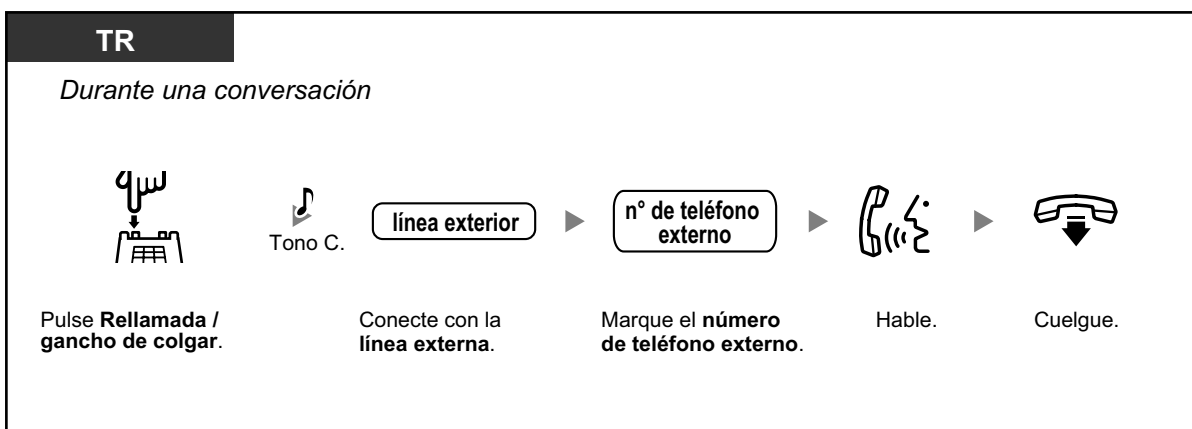 TR
Durante una conversación
Tono C.
línea exterior
n° de teléfono
externo
Pulse Rellamada /
gancho de colgar.
Conecte con la
línea externa.
Marque el número
de teléfono externo.
Hable.
Cuelgue.